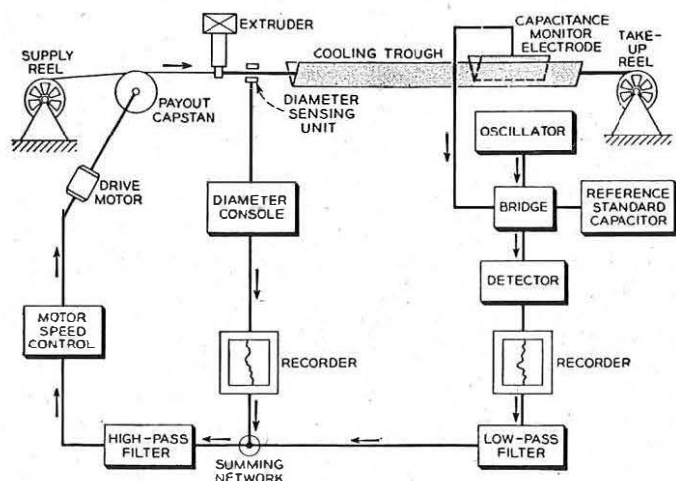 EXTRUDER
SUPPLY
REEL
PAYOUT
CAPSTAN
COOLING TROUGH
CAPACITANCE
MONITOR
ELECTRODE
TAKE-
UP
REEL
DIAMETER
SENSING
UNIT
OSCILLATOR
DRIVE
MOTOR
DIAMETER
CONSOLE
BRIDGE
REFERENCE
STANDARD
CAPACITOR
DETECTOR
MOTOR
SPEED
CONTROL
RECORDER
RECORDER
HIGH-PASS
FILTER
SUMMING
NETWORK
LOW-PASS
FILTER